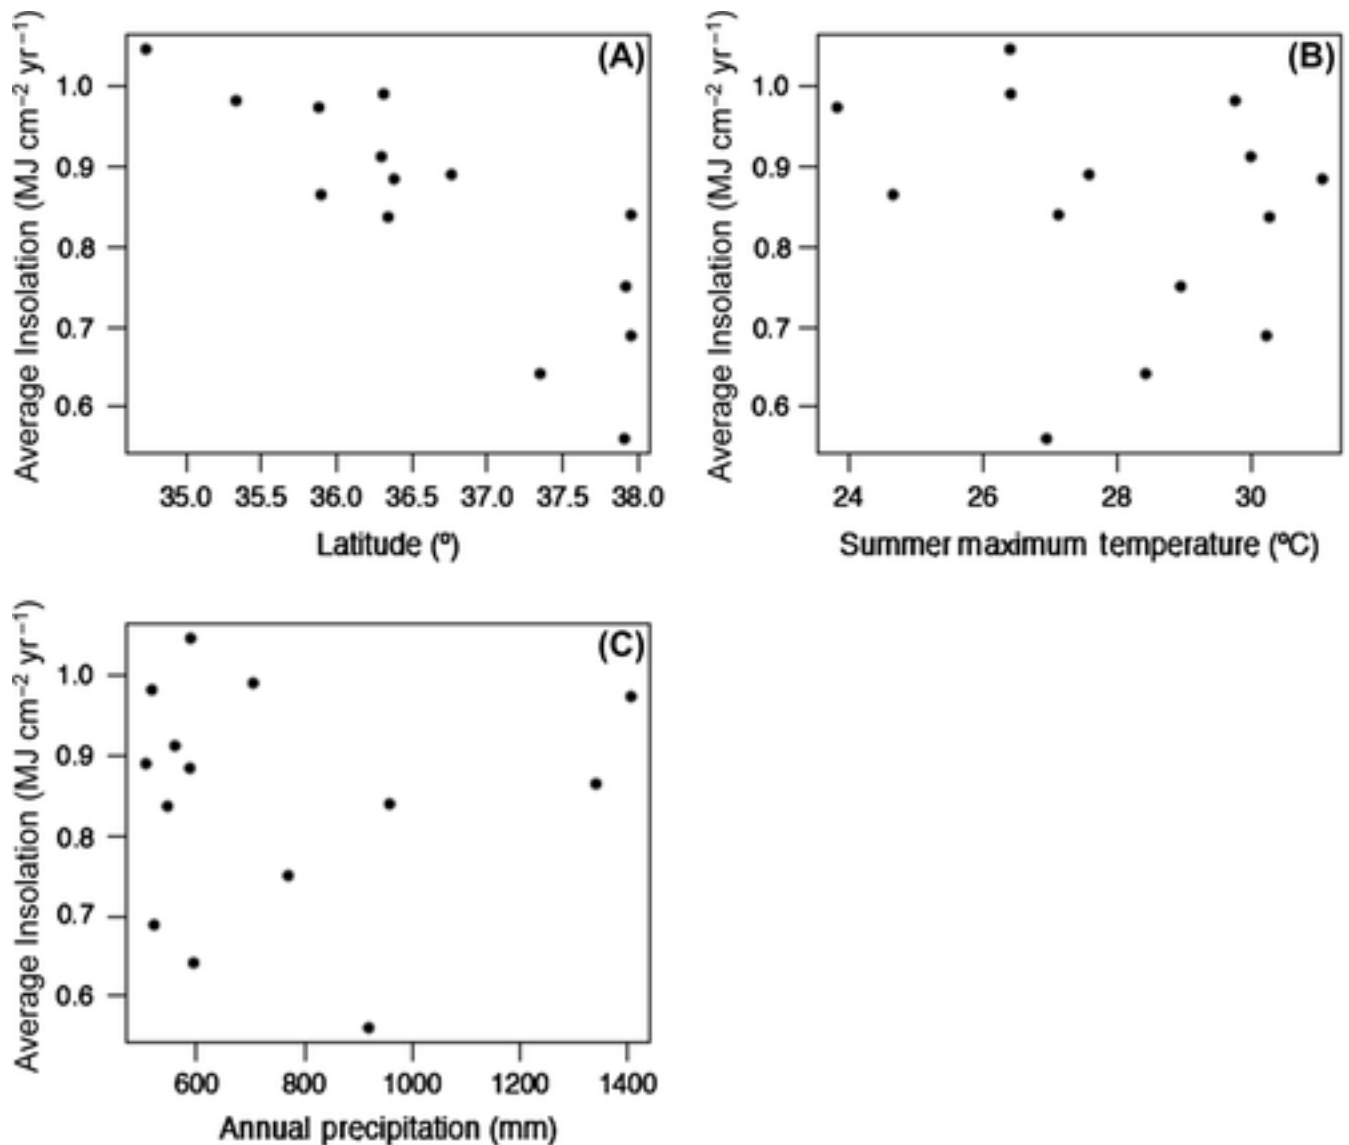 Average Insolation (MJ cm⁻² yr⁻¹)
(A)
1.0
0.9
0.8
0.7
0.6
35.0 35.5 36.0 36.5 37.0 37.5 38.0
Latitude (º)
Average Insolation (MJ cm⁻² yr⁻¹)
(B)
1.0
0.9
0.8
0.7
0.6
24 26 28 30
Summer maximum temperature (ºC)
Average Insolation (MJ cm⁻² yr⁻¹)
(C)
1.0
0.9
0.8
0.7
0.6
600 800 1000 1200 1400
Annual precipitation (mm)